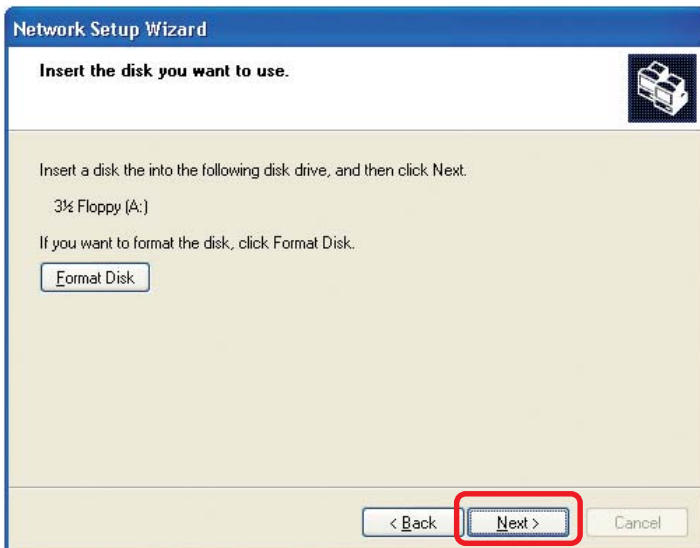 Network Setup Wizard
Insert the disk you want to use.
Insert a disk the into the following disk drive, and then click Next.
3½ Floppy (A:)
If you want to format the disk, click Format Disk.
Format Disk
< Back
Next >
Cancel